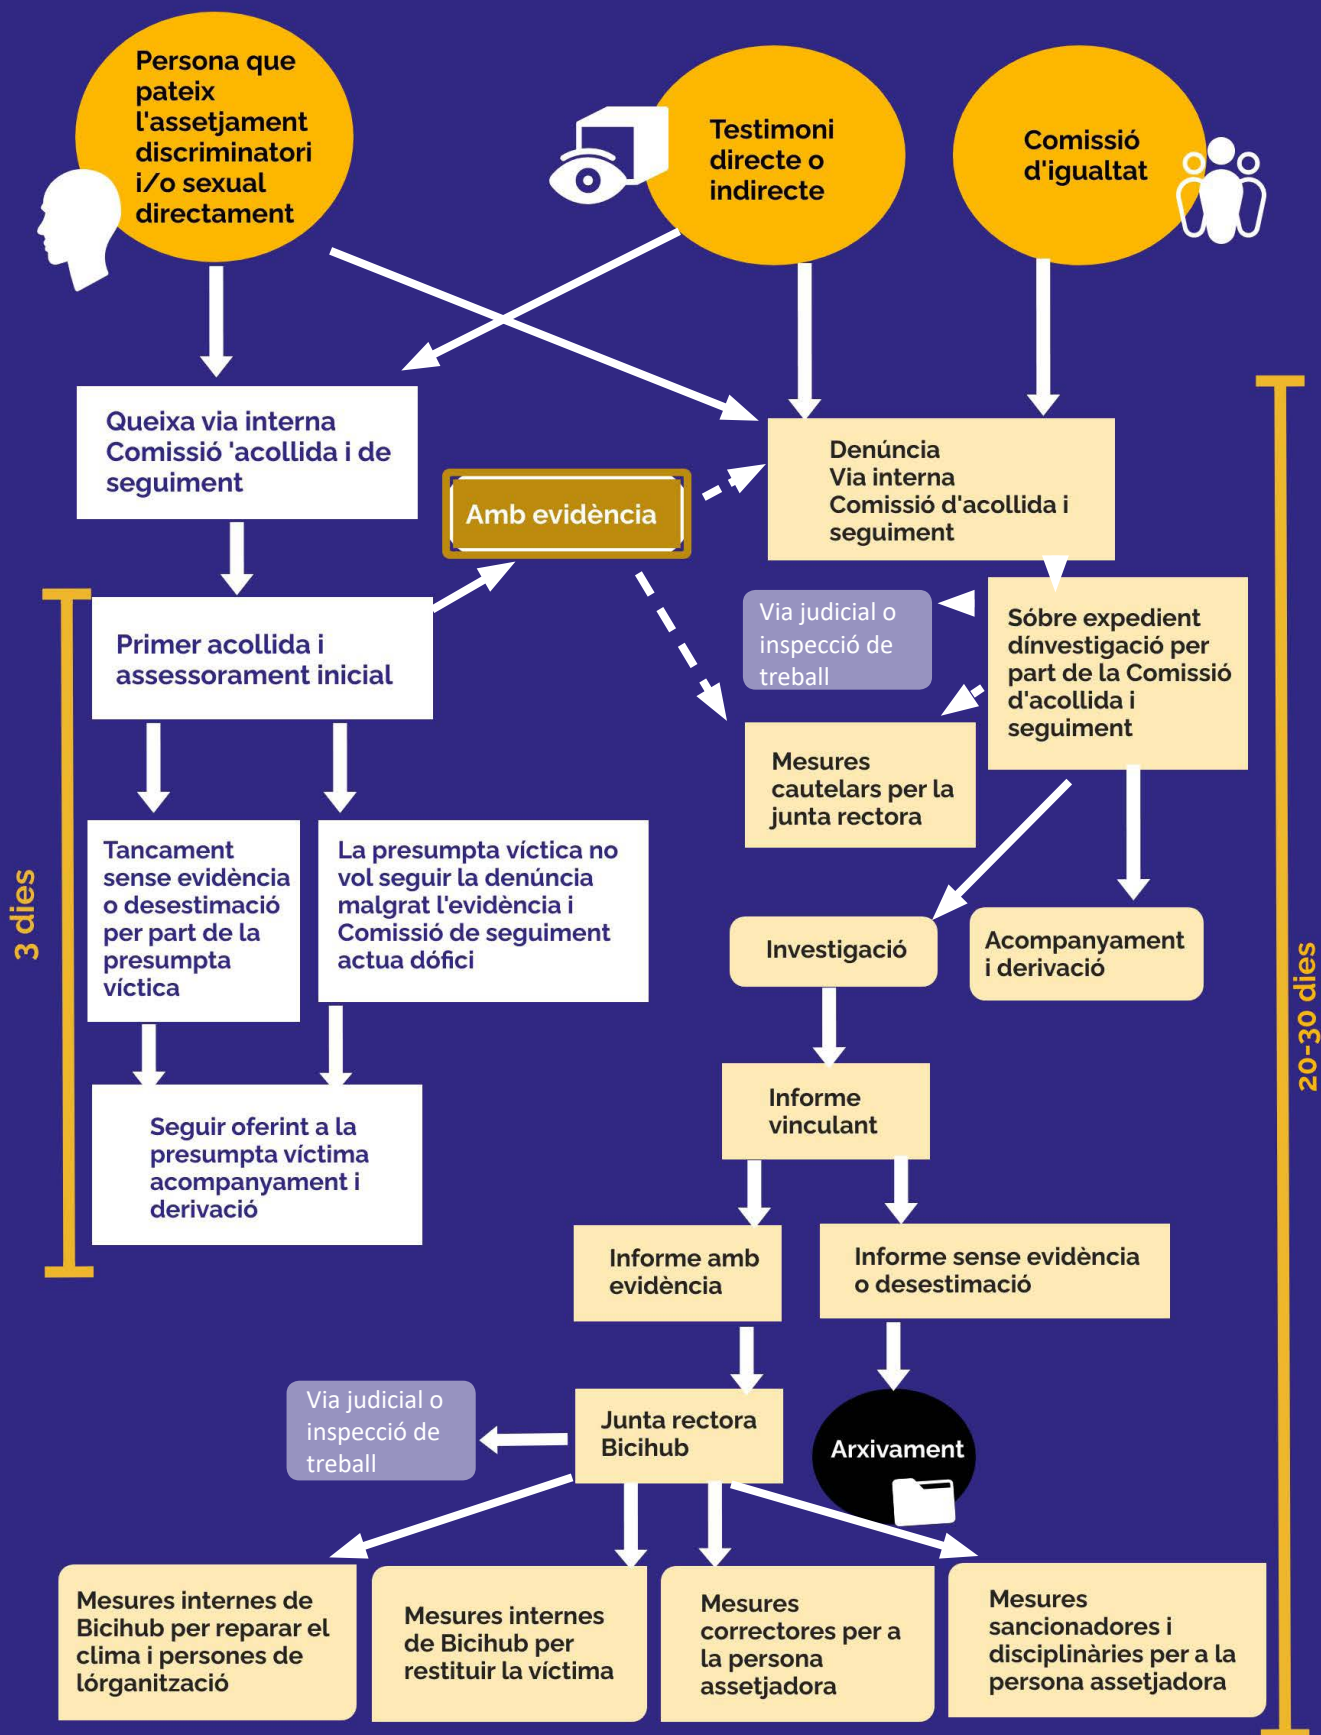 Persona que
pateix
l'assetjament
discriminatori
i/o sexual
directament
Testimoni
directe o
indirecte
Comissió
d'igualtat
Queixa via interna
Comissió 'acollida i de
seguiment
Amb evidència
Denúncia
Via interna
Comissió d'acollida i
seguiment
Primer acollida i
assessorament inicial
Via judicial o
inspecció de
treball
Sóbre expedient
dínvestigació per
part de la Comissió
d'acollida i
seguiment
Mesures
cautelars per la
junta rectora
3 dies
Tancament
sense evidència
o desestimació
per part de la
presumpta
víctica
La presumpta víctica no
vol seguir la denúncia
malgrat l'evidència i
Comissió de seguiment
actua dófici
Investigació
Acompanyament
i derivació
20-30 dies
Seguir oferint a la
presumpta víctima
acompanyament i
derivació
Informe
vinculant
Informe amb
evidència
Informe sense evidència
o desestimació
Via judicial o
inspecció de
treball
Junta rectora
Bicihub
Arxivament
Mesures internes de
Bicihub per reparar el
clima i persones de
lórganització
Mesures internes
de Bicihub per
restituir la víctima
Mesures
correctores per a
la persona
assetjadora
Mesures
sancionadores i
disciplinàries per a la
persona assetjadora